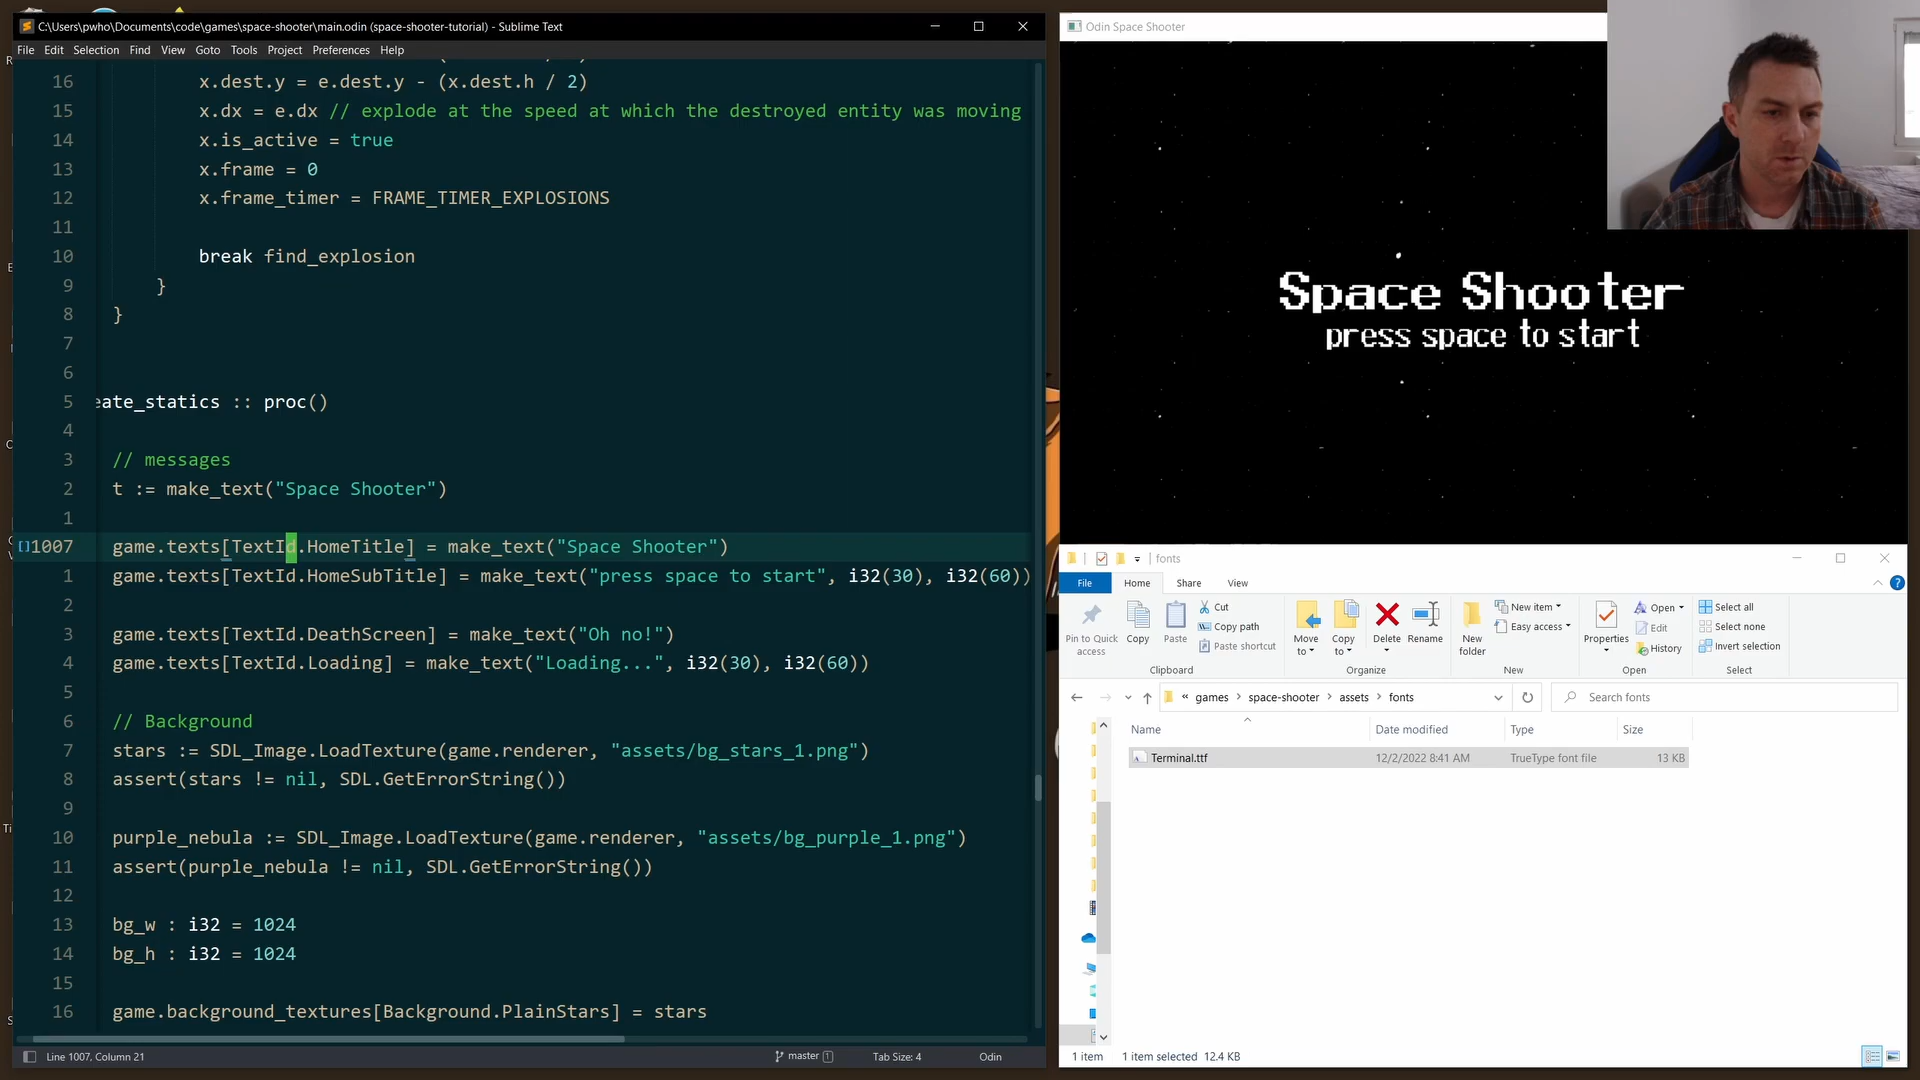 C:\Users\pwho\Documents\code\games\space-shooter\main.odin (space-shooter-tutorial) - Sublime Text
File Edit Selection Find View Goto Tools Project Preferences Help
16 x.dest.y = e.dest.y - (x.dest.h / 2)
15 x.dx = e.dx // explode at the speed at which the destroyed entity was moving
14 x.is_active = true
13 x.frame = 0
12 x.frame_timer = FRAME_TIMER_EXPLOSIONS
11
10 break find_explosion
9 }
8 }
7
6
5 eate_statics :: proc()
4
3 // messages
2 t := make_text("Space Shooter")
1
1007 game.texts[TextId.HomeTitle] = make_text("Space Shooter")
1 game.texts[TextId.HomeSubTitle] = make_text("press space to start", i32(30), i32(60))
2
3 game.texts[TextId.DeathScreen] = make_text("Oh no!")
4 game.texts[TextId.Loading] = make_text("Loading...", i32(30), i32(60))
5
6 // Background
7 stars := SDL_Image.LoadTexture(game.renderer, "assets/bg_stars_1.png")
8 assert(stars != nil, SDL.GetErrorString())
9
10 purple_nebula := SDL_Image.LoadTexture(game.renderer, "assets/bg_purple_1.png")
11 assert(purple_nebula != nil, SDL.GetErrorString())
12
13 bg_w : i32 = 1024
14 bg_h : i32 = 1024
15
16 game.background_textures[Background.PlainStars] = stars
Line 1007, Column 21 master 1 Tab Size: 4 Odin
Odin Space Shooter
Space Shooter
press space to start
fonts
File Home Share View
Pin to Quick access
Copy
Paste
Cut
Copy path
Paste shortcut
Clipboard
Move to
Copy to
Delete
Rename
Organize
New folder
New item
Easy access
New
Properties
Open
Edit
History
Open
Select all
Select none
Invert selection
Select
« games > space-shooter > assets > fonts
Search fonts
Name Date modified Type Size
Terminal.ttf 12/2/2022 8:41 AM TrueType font file 13 KB
1 item 1 item selected 12.4 KB